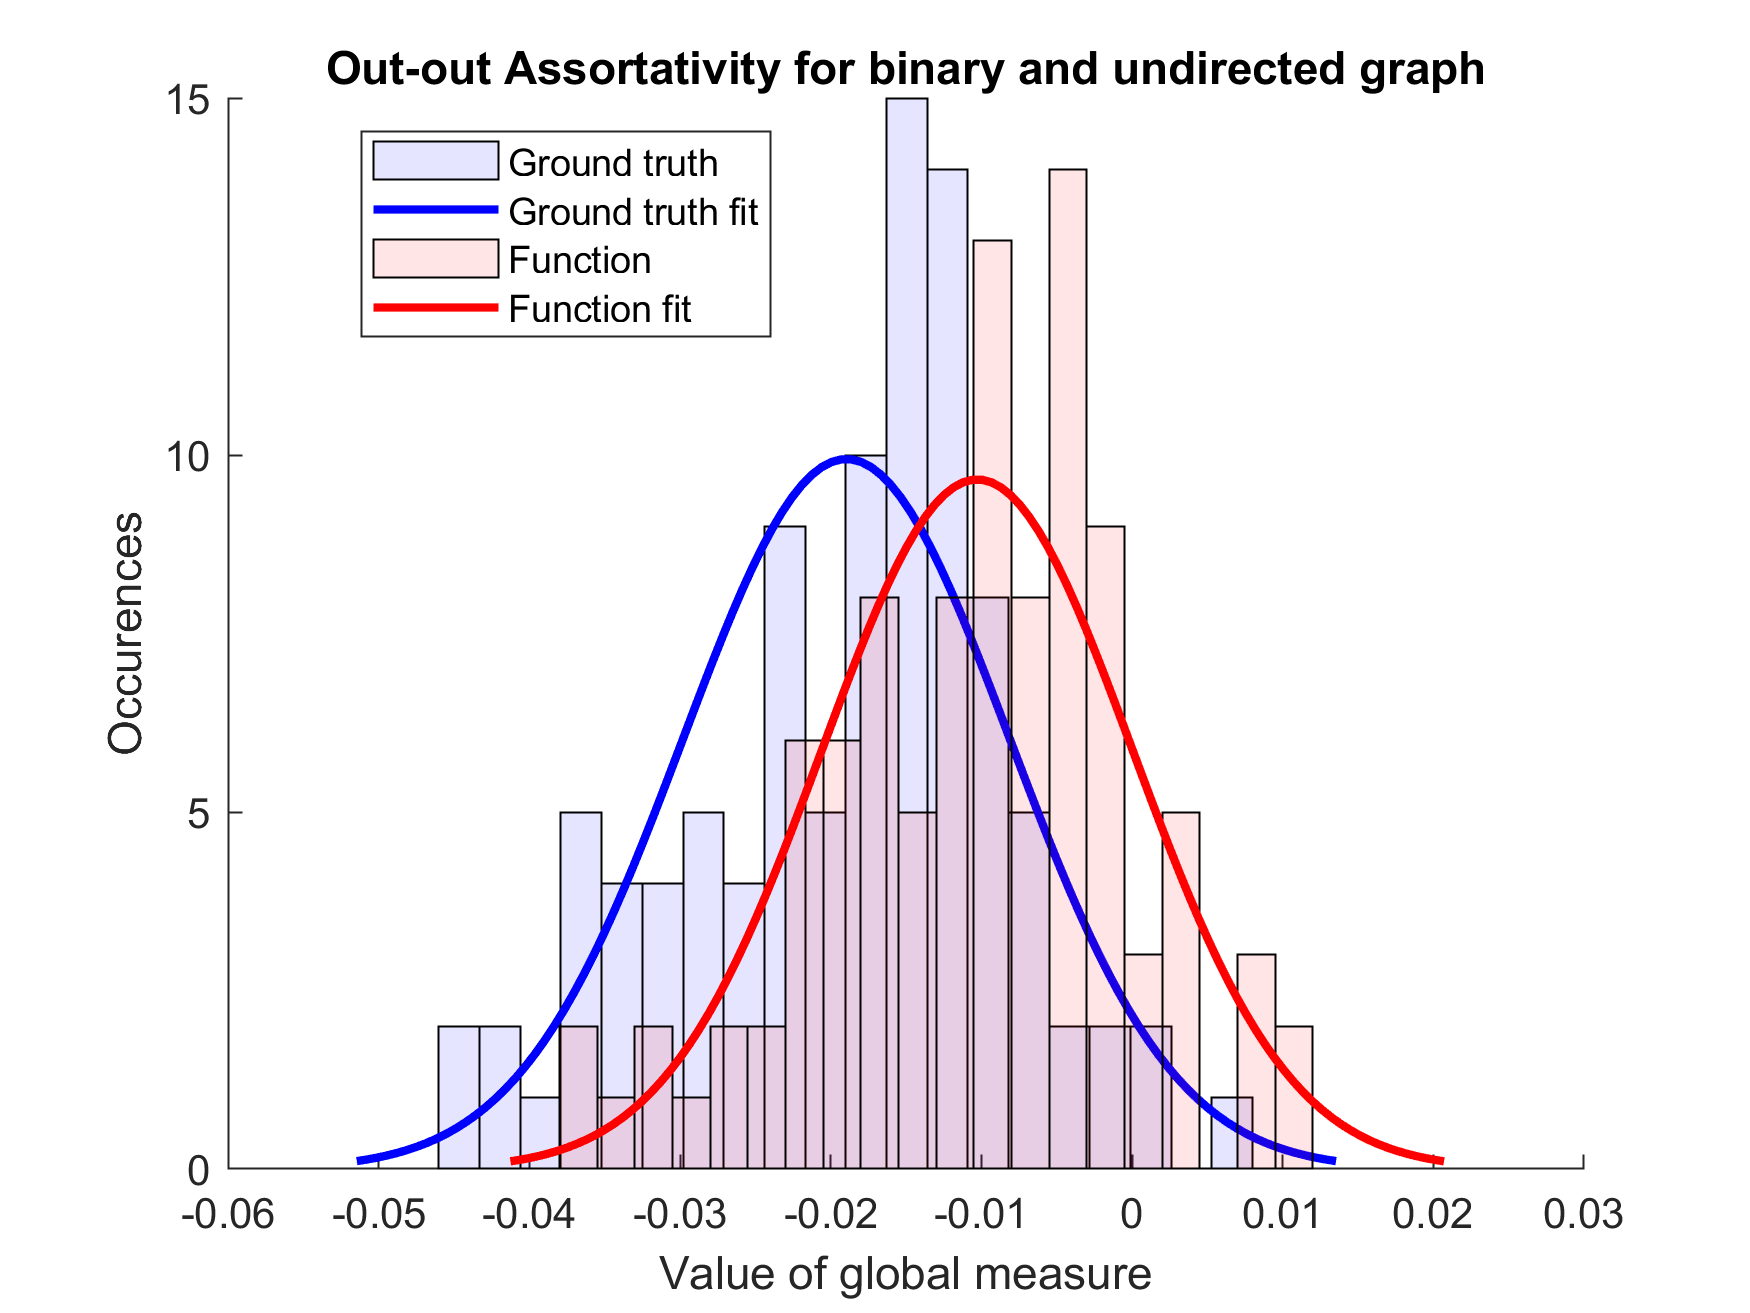 Out-out Assortativity for binary and undirected graph
15
10
5
0
Ground truth
Ground truth fit
Function
Function fit
Occurences
-0.06 -0.05 -0.04 -0.03 -0.02 -0.01 0 0.01 0.02 0.03
Value of global measure